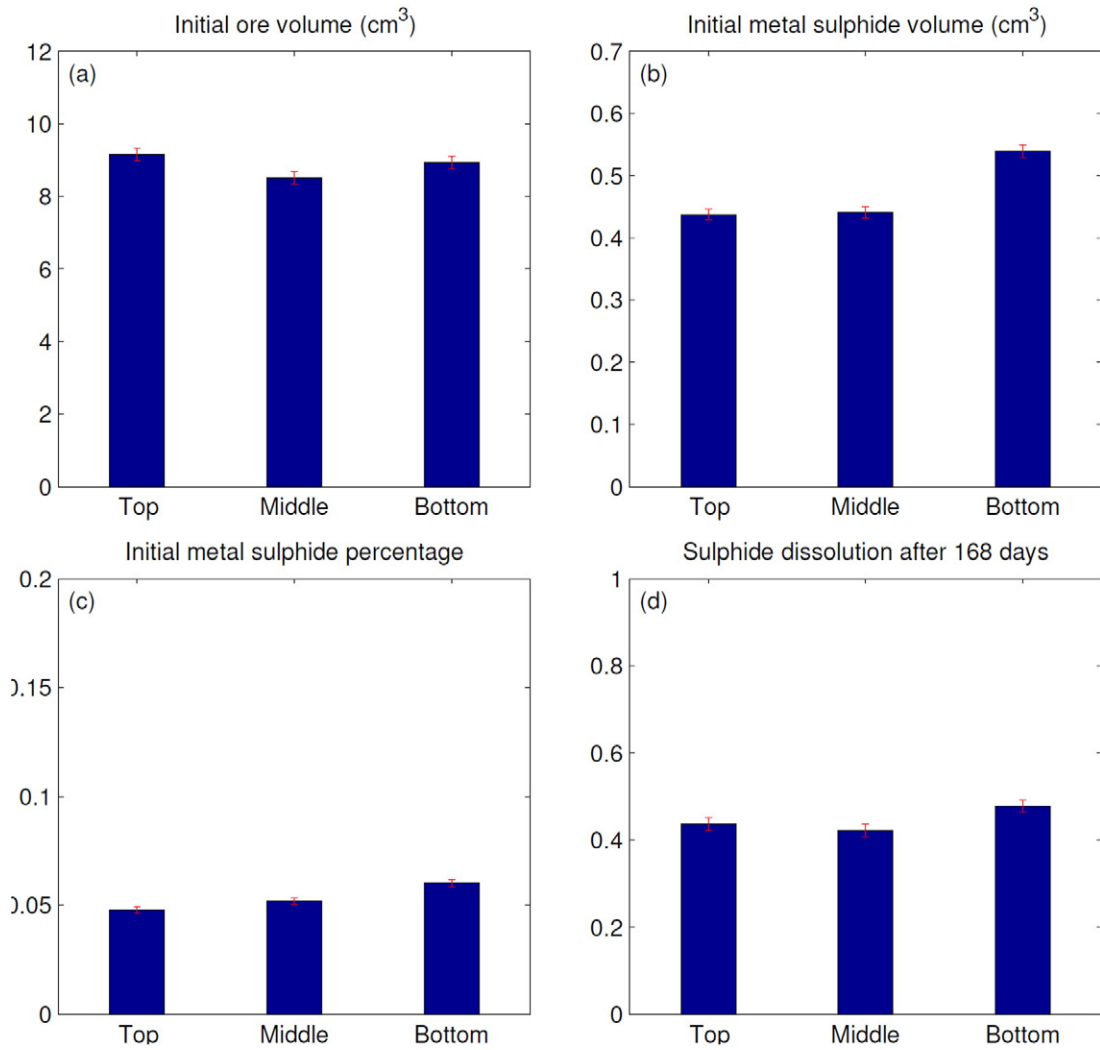 Initial ore volume (cm³)
(a)
12
10
8
6
4
2
0
Top Middle Bottom
Initial metal sulphide volume (cm³)
(b)
0.7
0.6
0.5
0.4
0.3
0.2
0.1
0
Top Middle Bottom
Initial metal sulphide percentage
(c)
0.2
0.15
0.1
0.05
0
Top Middle Bottom
Sulphide dissolution after 168 days
(d)
1
0.8
0.6
0.4
0.2
0
Top Middle Bottom